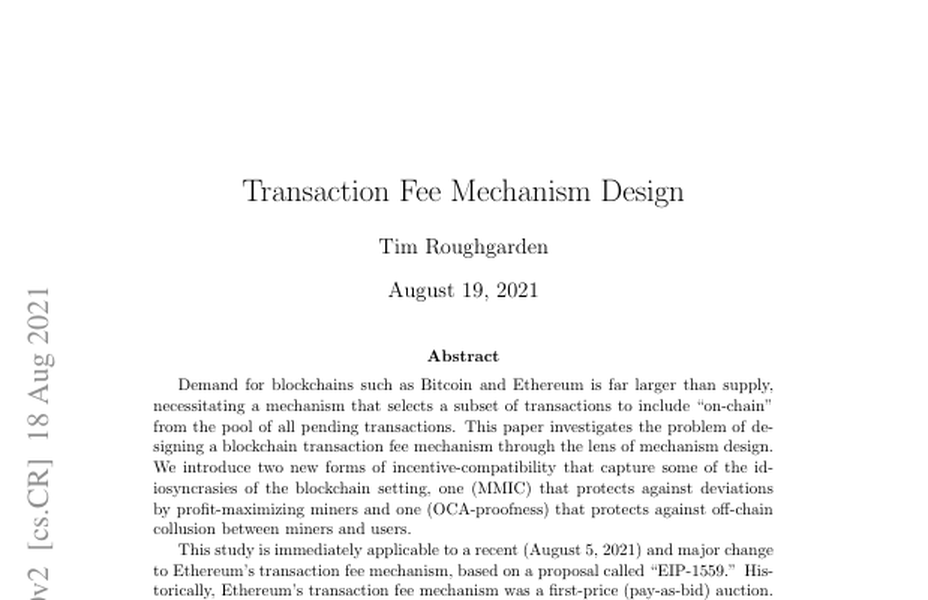 Transaction Fee Mechanism Design
Tim Roughgarden
August 19, 2021
Abstract
Demand for blockchains such as Bitcoin and Ethereum is far larger than supply,
necessitating a mechanism that selects a subset of transactions to include “on-chain”
from the pool of all pending transactions. This paper investigates the problem of de-
signing a blockchain transaction fee mechanism through the lens of mechanism design.
We introduce two new forms of incentive-compatibility that capture some of the id-
iosyncrasies of the blockchain setting, one (MMIC) that protects against deviations
by profit-maximizing miners and one (OCA-proofness) that protects against off-chain
collusion between miners and users.
This study is immediately applicable to a recent (August 5, 2021) and major change
to Ethereum’s transaction fee mechanism, based on a proposal called “EIP-1559.” His-
torically, Ethereum’s transaction fee mechanism was a first-price (pay-as-bid) auction.
[cs.CR] 18 Aug 2021